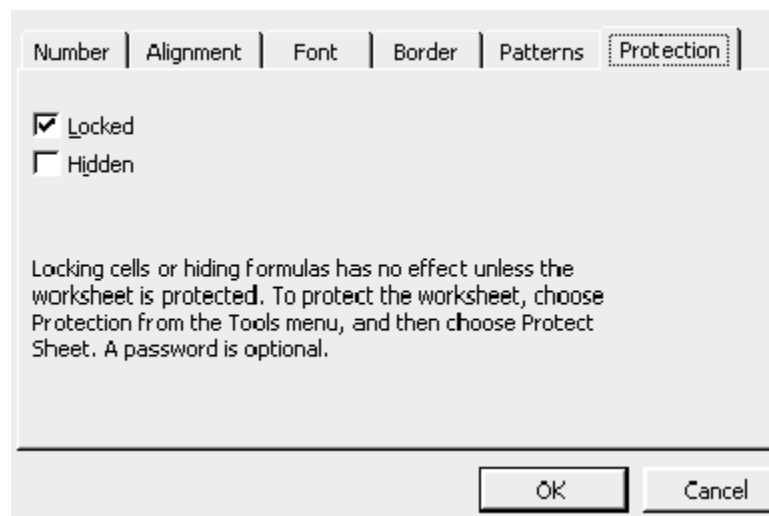 Number Alignment Font Border Patterns Protection
Locked
Hidden
Locking cells or hiding formulas has no effect unless the
worksheet is protected. To protect the worksheet, choose
Protection from the Tools menu, and then choose Protect
Sheet. A password is optional.
OK Cancel